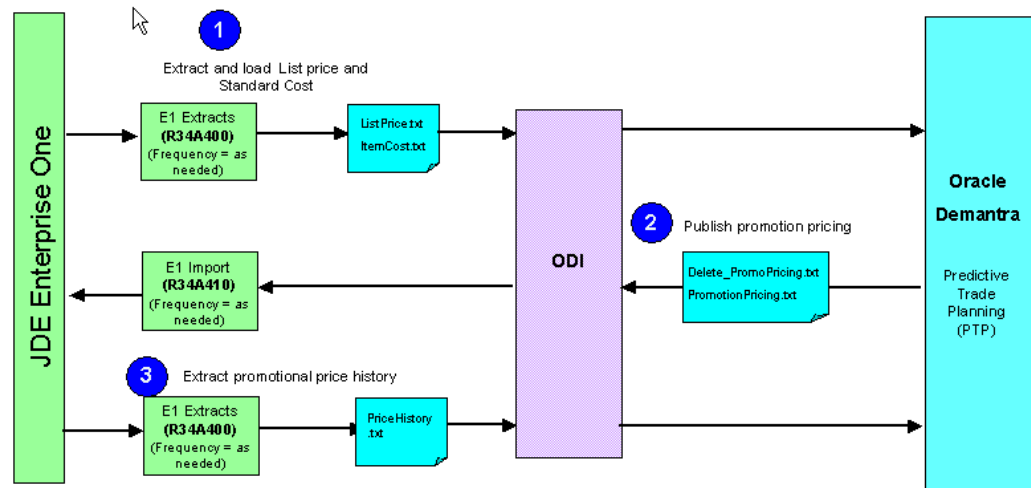 1
Extract and load List price and
Standard Cost
E1 Extracts
(R34A400)
(Frequency = as
needed)
ListPrice.txt
ItemCost.txt
JDE Enterprise One
ODI
Oracle
Demantra
Predictive
Trade
Planning
(PTP)
2
Publish promotion pricing
Delete_PromoPricing.txt
PromotionPricing.txt
E1 Import
(R34A410)
(Frequency = as
needed)
3
Extract promotional price history
E1 Extracts
(R34A400)
(Frequency = as
needed)
PriceHistory
.txt